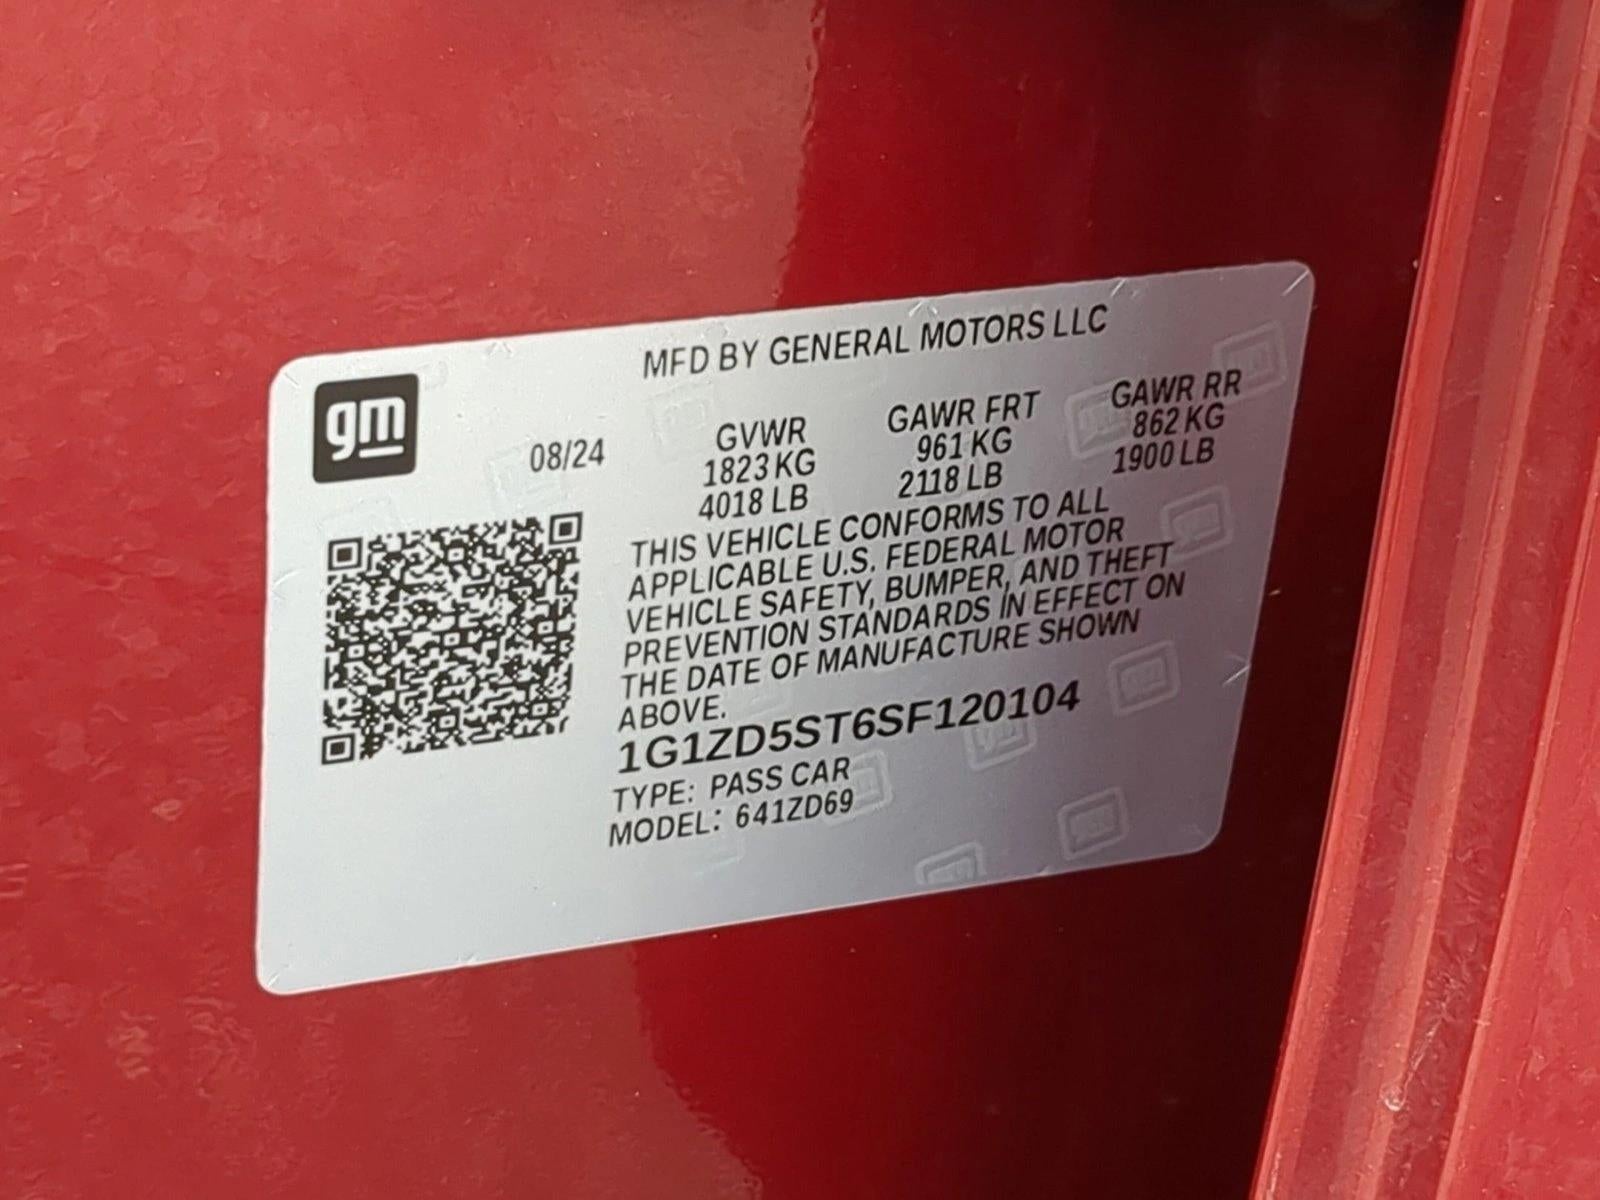 MFD BY GENERAL MOTORS LLC
gm
08/24
GVWR GAWR FRT GAWR RR
1823 KG 961 KG 862 KG
4018 LB 2118 LB 1900 LB
THIS VEHICLE CONFORMS TO ALL
APPLICABLE U.S. FEDERAL MOTOR
VEHICLE SAFETY, BUMPER, AND THEFT
PREVENTION STANDARDS IN EFFECT ON
THE DATE OF MANUFACTURE SHOWN
ABOVE.
1G1ZD5ST6SF120104
TYPE: PASS CAR
MODEL: 641ZD69